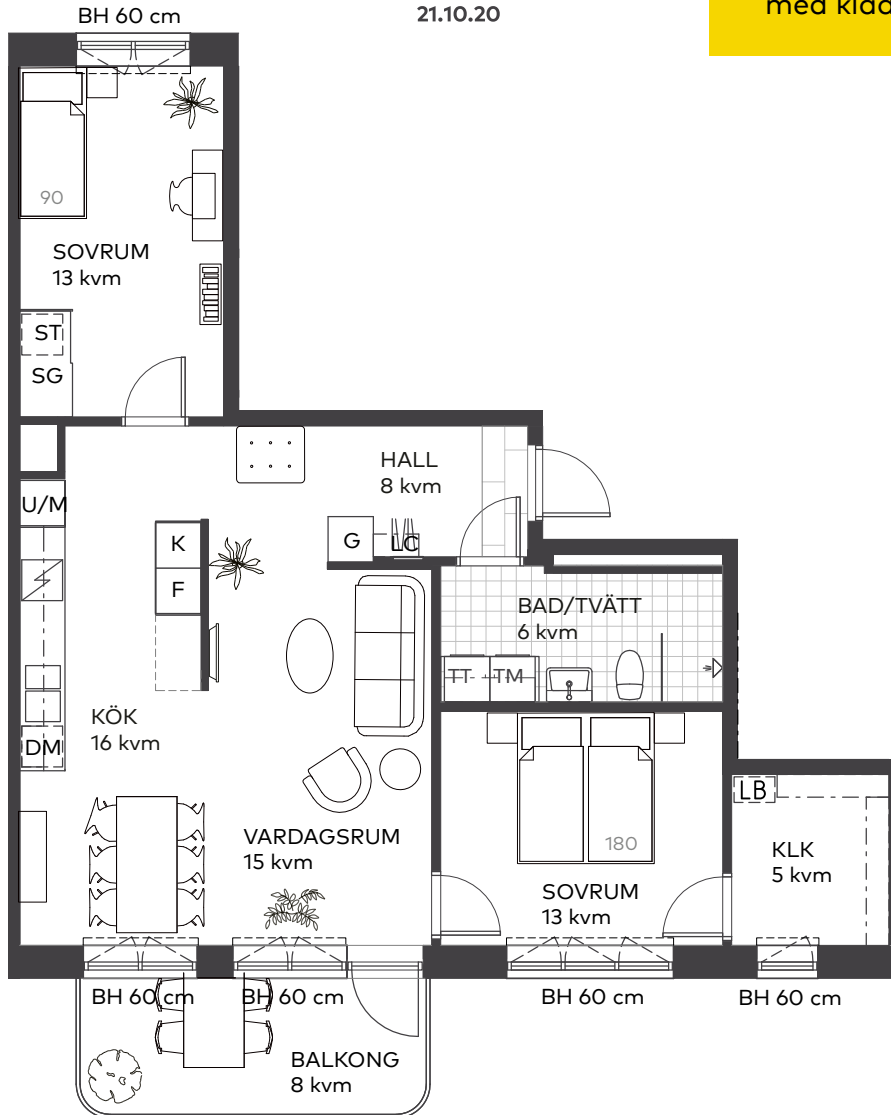 BH 60 cm
21.10.20
90
SOVRUM
13 kvm
ST
SG
HALL
8 kvm
U/M
K
G
LC
F
BAD/TVÄTT
6 kvm
TT
TM
KÖK
16 kvm
DM
LB
VARDAGSRUM
15 kvm
180
KLK
5 kvm
SOVRUM
13 kvm
BH 60 cm
BH 60 cm
BH 60 cm
BH 60 cm
BALKONG
8 kvm
med